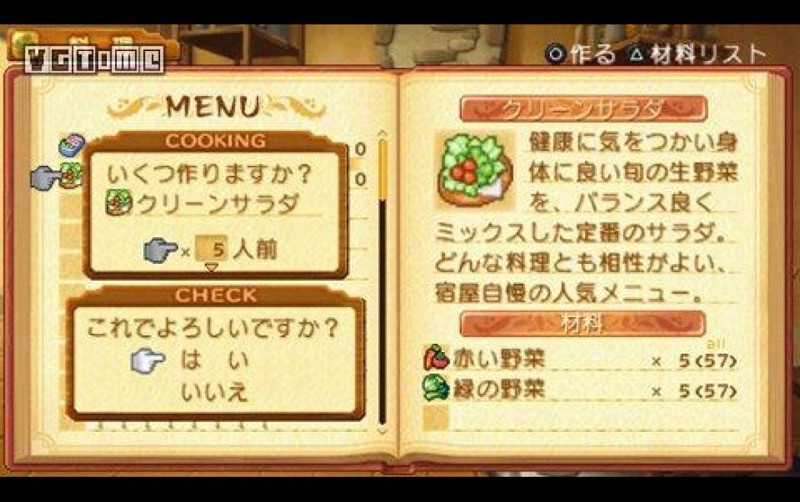 VGTIME
○作る △材料リスト
MENU
COOKING
0
いくつ作りますか?
0
クリーンサラダ
× 5 人前
CHECK
これでよろしいですか?
はい
いいえ
クリーンサラダ
健康に気をつかい身
体に良い旬の生野菜
を、バランス良く
ミックスした定番のサラダ。
どんな料理とも相性がよい、
宿屋自慢の人気メニュー。
材料
all
赤い野菜 × 5(57)
緑の野菜 × 5(57)